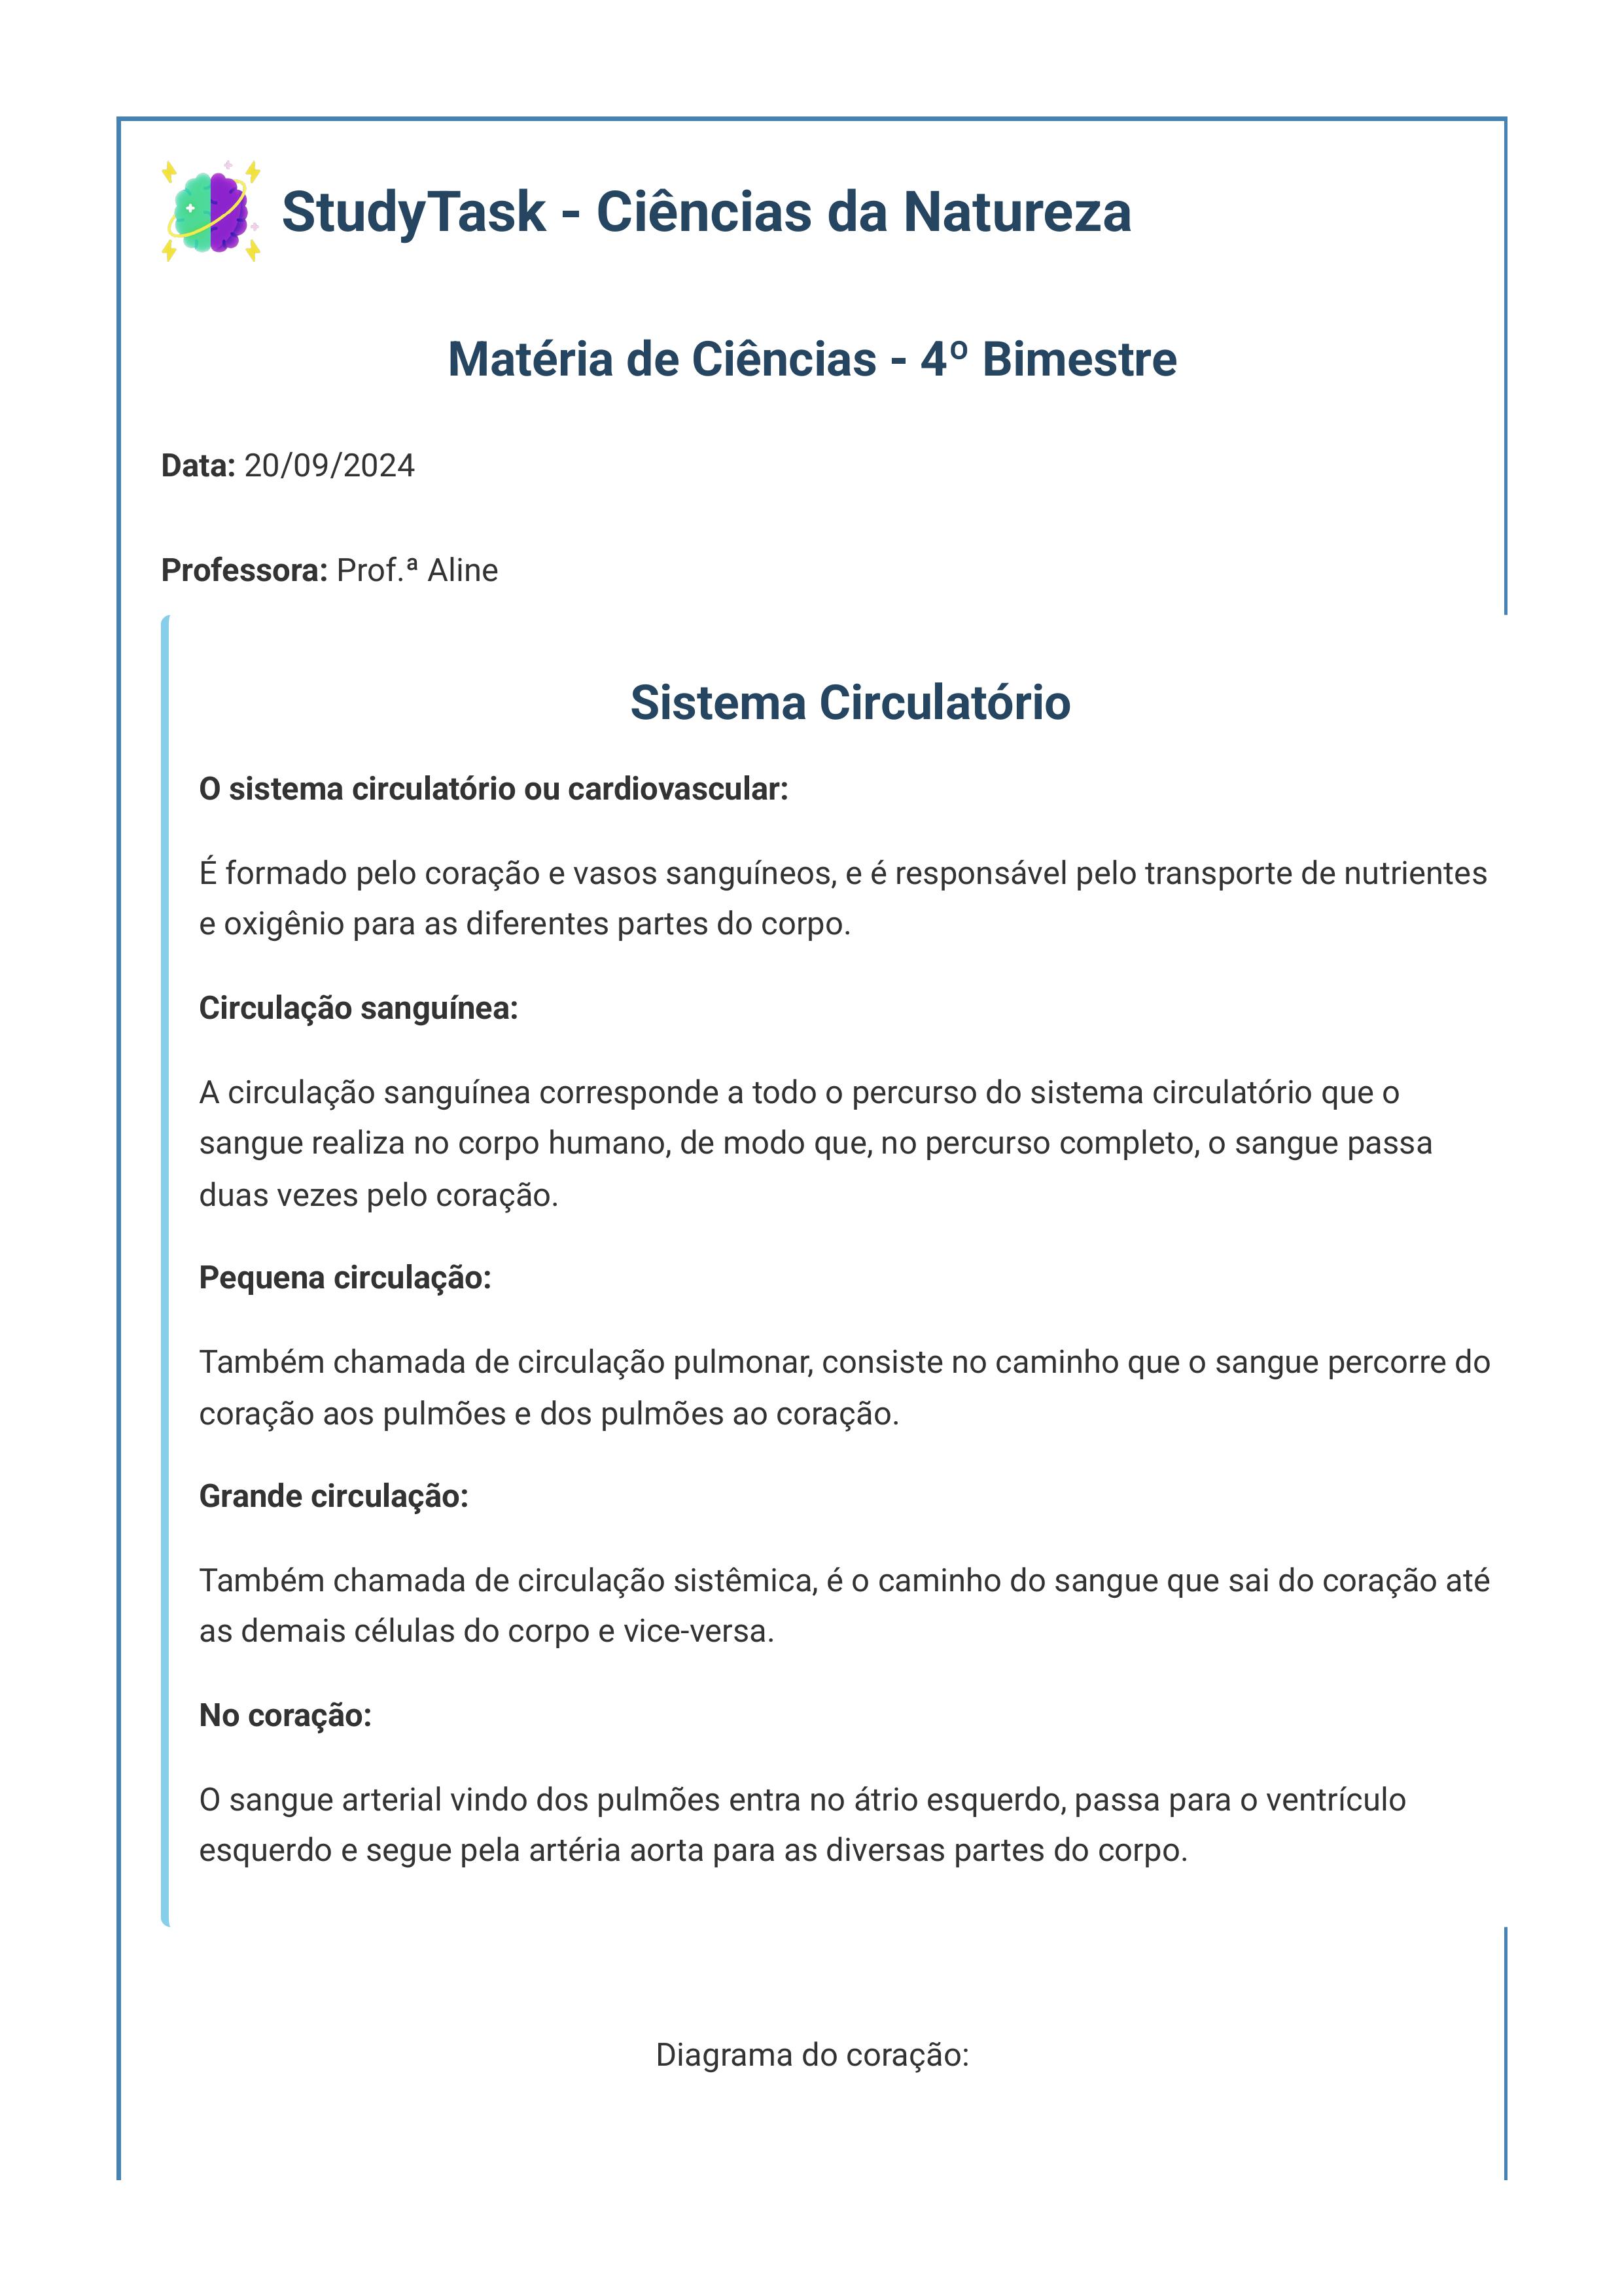 StudyTask - Ciências da Natureza
Matéria de Ciências - 4º Bimestre
Data: 20/09/2024
Professora: Prof.ª Aline
Sistema Circulatório
O sistema circulatório ou cardiovascular:
É formado pelo coração e vasos sanguíneos, e é responsável pelo transporte de nutrientes
e oxigênio para as diferentes partes do corpo.
Circulação sanguínea:
A circulação sanguínea corresponde a todo o percurso do sistema circulatório que o
sangue realiza no corpo humano, de modo que, no percurso completo, o sangue passa
duas vezes pelo coração.
Pequena circulação:
Também chamada de circulação pulmonar, consiste no caminho que o sangue percorre do
coração aos pulmões e dos pulmões ao coração.
Grande circulação:
Também chamada de circulação sistêmica, é o caminho do sangue que sai do coração até
as demais células do corpo e vice-versa.
No coração:
O sangue arterial vindo dos pulmões entra no átrio esquerdo, passa para o ventrículo
esquerdo e segue pela artéria aorta para as diversas partes do corpo.
Diagrama do coração: